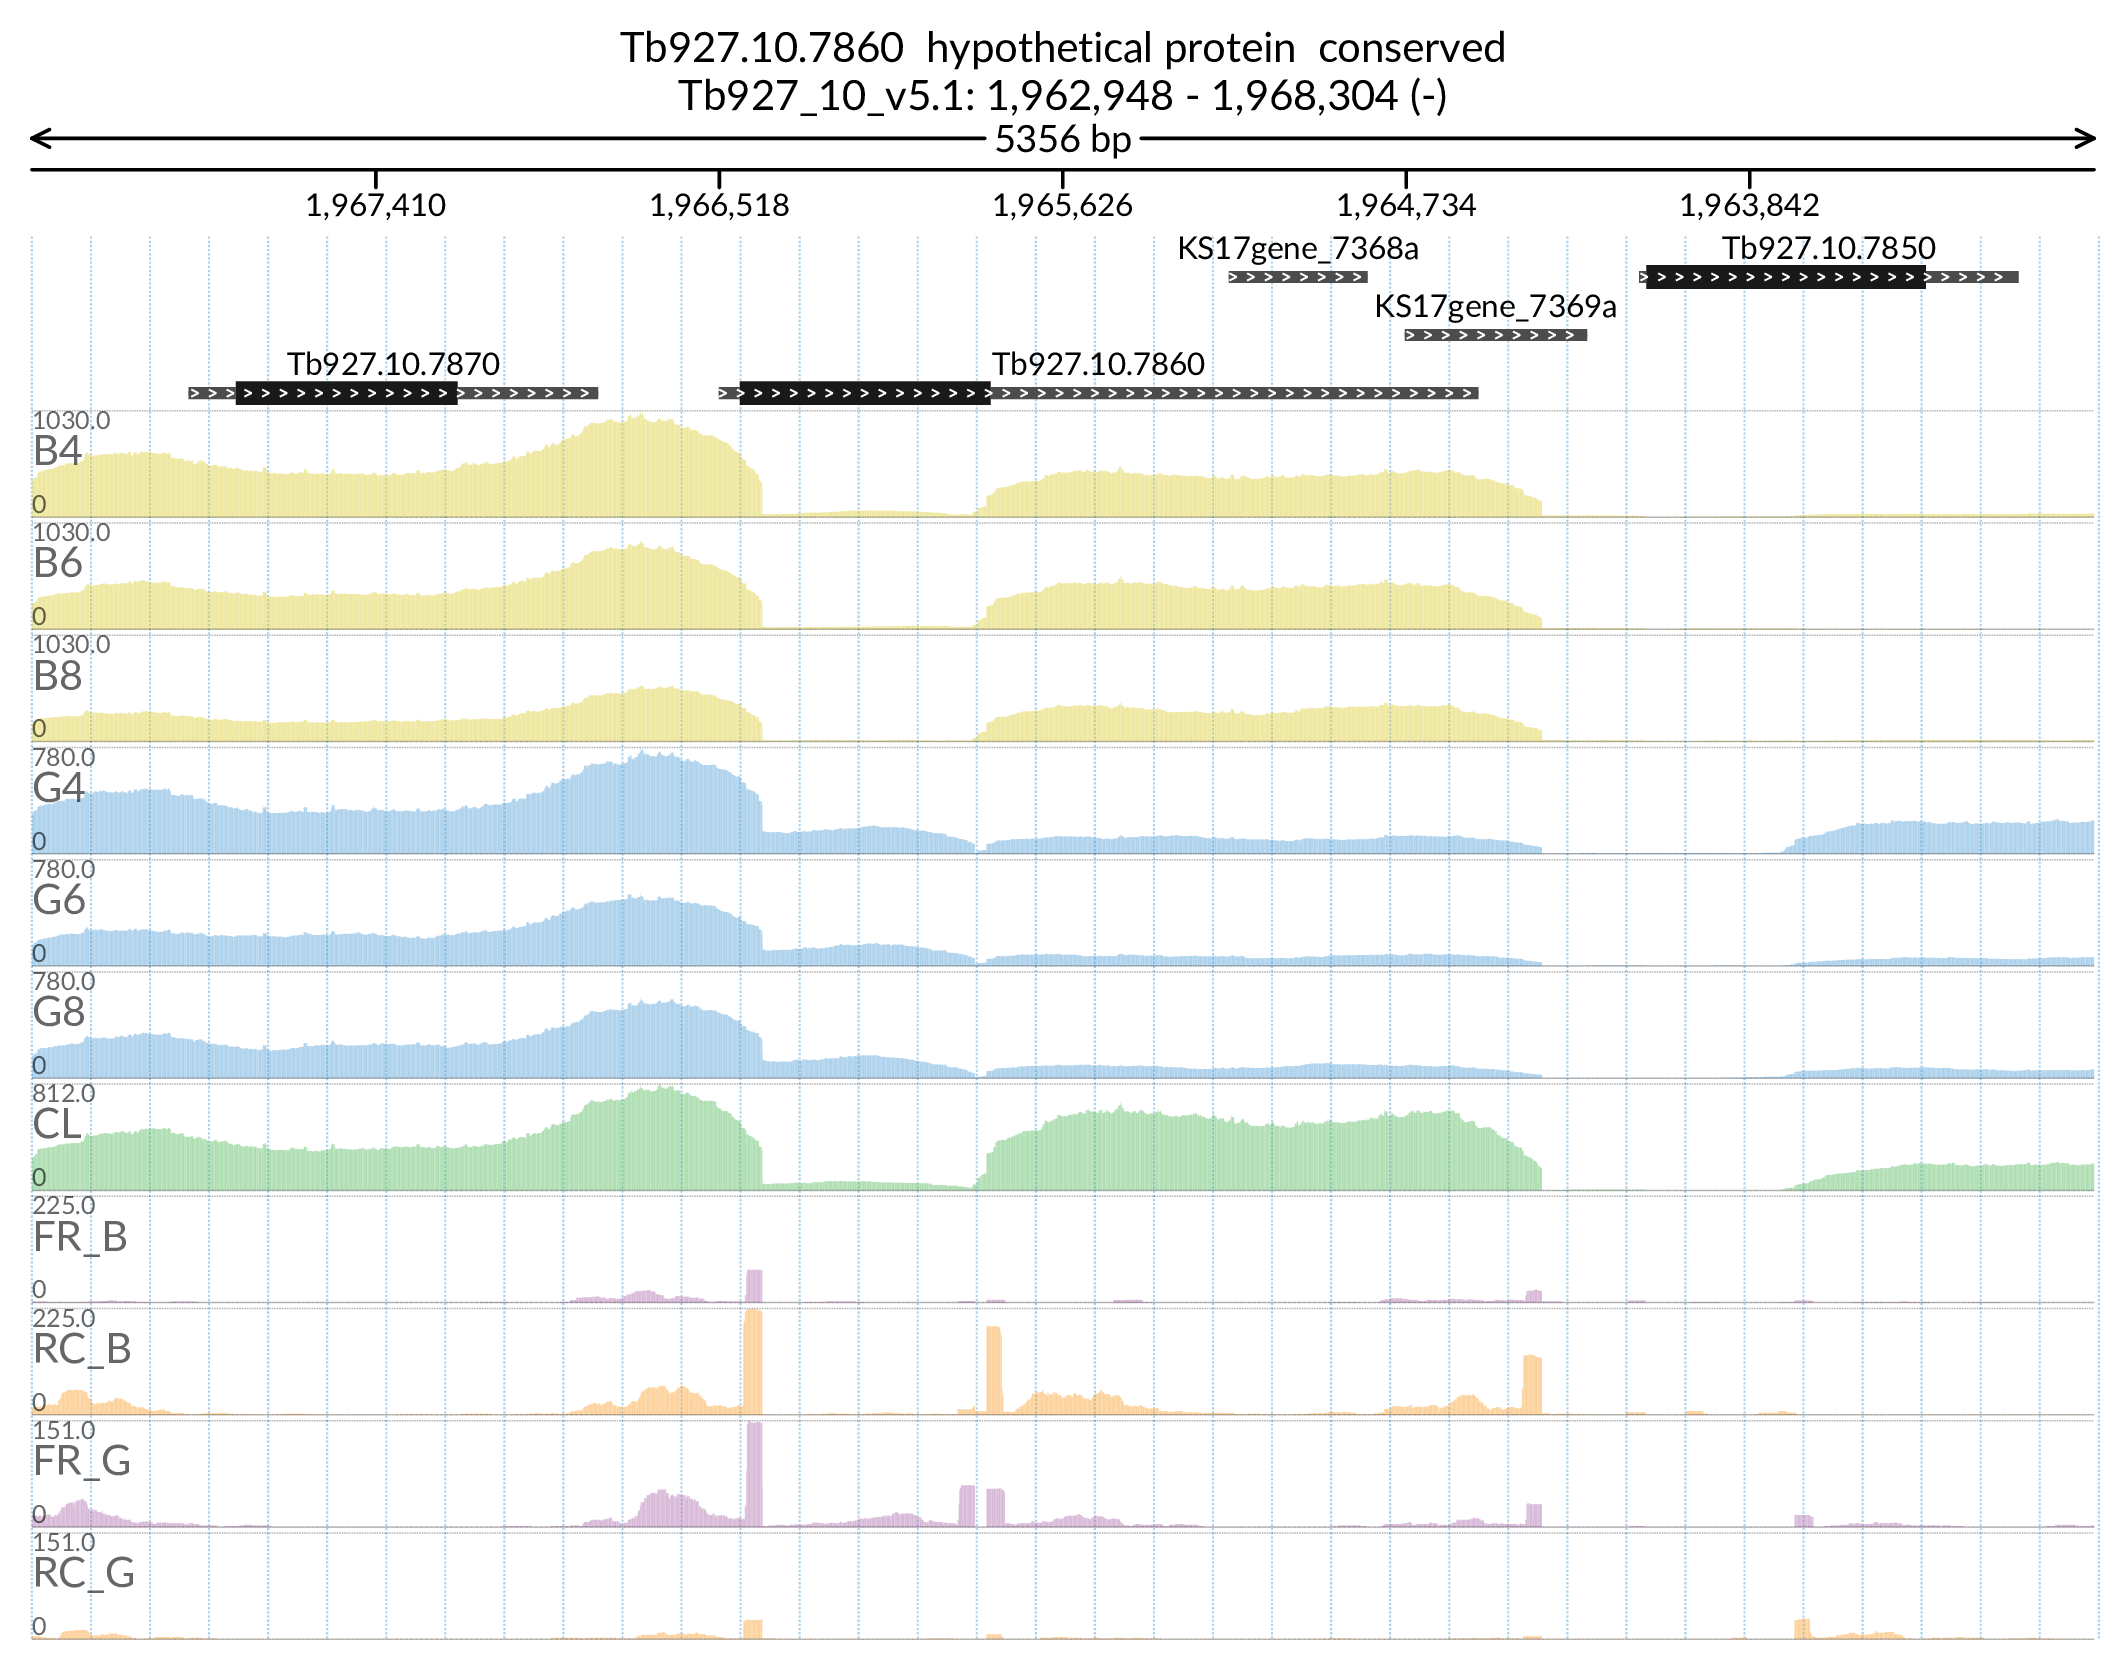 Tb927.10.7860  hypothetical protein  conserved
Tb927_10_v5.1: 1,962,948 - 1,968,304 (-)
5356 bp
1,967,410 1,966,518 1,965,626 1,964,734 1,963,842
KS17gene_7368a Tb927.10.7850
KS17gene_7369a
Tb927.10.7870 Tb927.10.7860
1030.0
B4
0
1030.0
B6
0
1030.0
B8
0
780.0
G4
0
780.0
G6
0
780.0
G8
0
812.0
CL
0
225.0
FR_B
0
225.0
RC_B
0
151.0
FR_G
0
151.0
RC_G
0